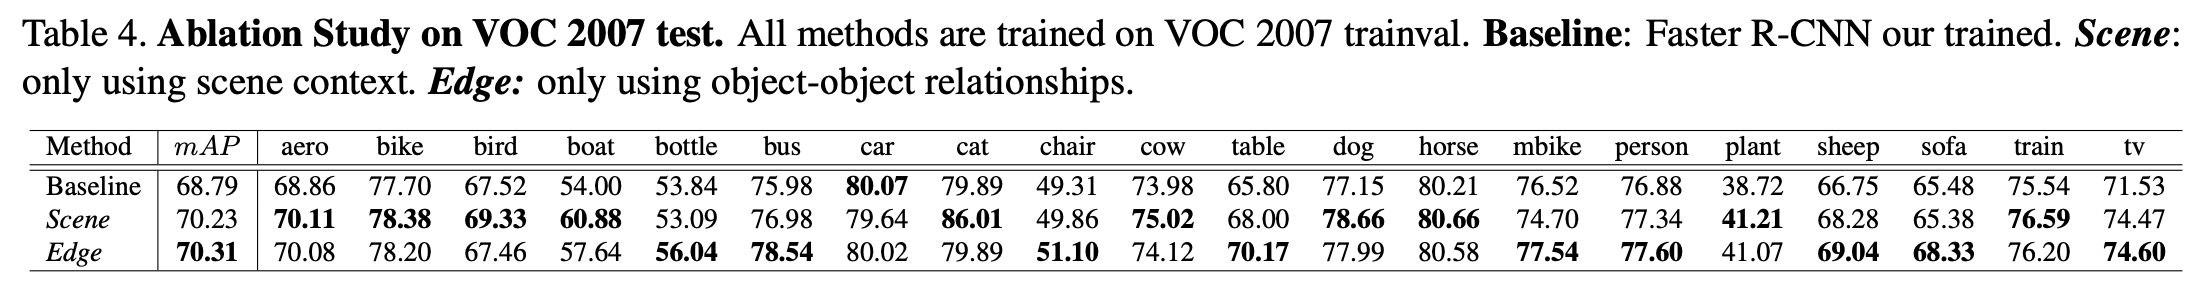 Table 4. Ablation Study on VOC 2007 test. All methods are trained on VOC 2007 trainval. Baseline: Faster R-CNN our trained. Scene:
only using scene context. Edge: only using object-object relationships.
Method mAP aero bike bird boat bottle bus car cat chair cow table dog horse mbike person plant sheep sofa train tv
Baseline 68.79 68.86 77.70 67.52 54.00 53.84 75.98 80.07 79.89 49.31 73.98 65.80 77.15 80.21 76.52 76.88 38.72 66.75 65.48 75.54 71.53
Scene 70.23 70.11 78.38 69.33 60.88 53.09 76.98 79.64 86.01 49.86 75.02 68.00 78.66 80.66 74.70 77.34 41.21 68.28 65.38 76.59 74.47
Edge 70.31 70.08 78.20 67.46 57.64 56.04 78.54 80.02 79.89 51.10 74.12 70.17 77.99 80.58 77.54 77.60 41.07 69.04 68.33 76.20 74.60